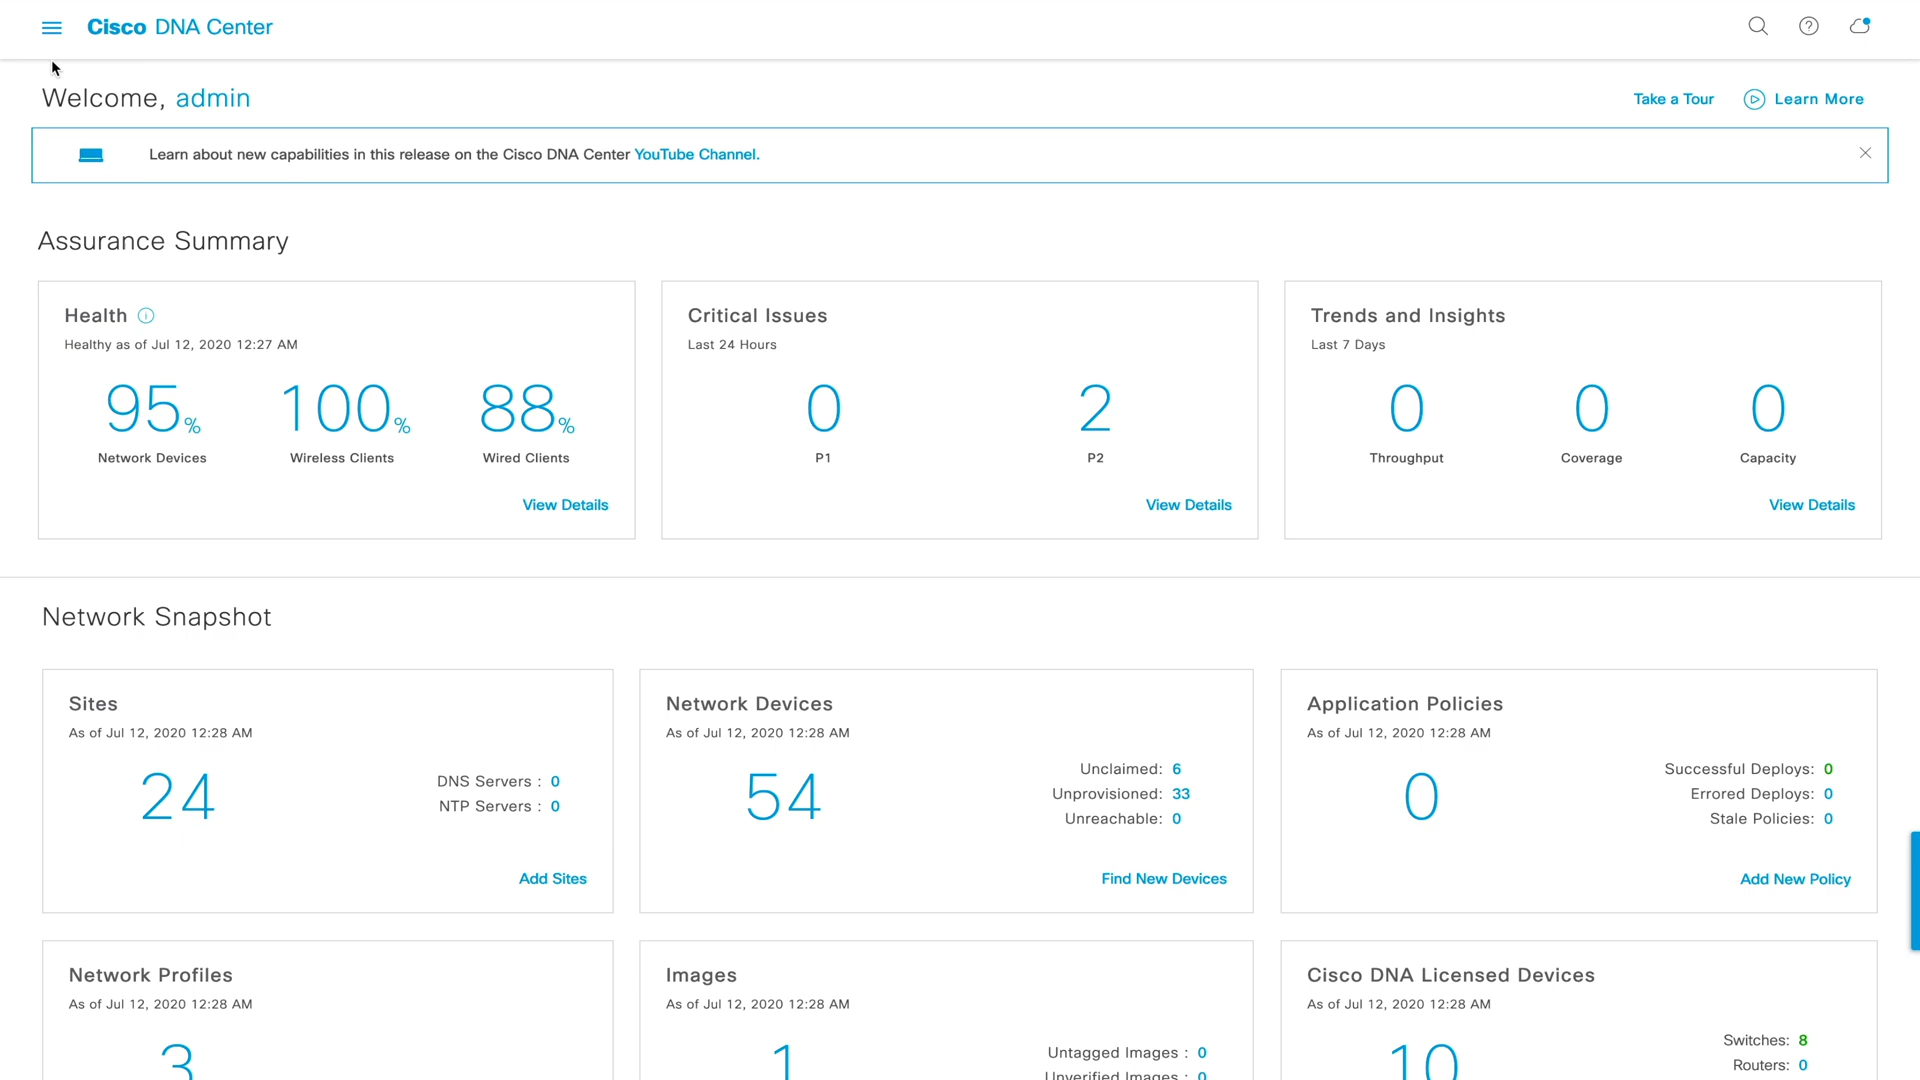 Cisco DNA Center
Welcome, admin
Take a Tour
Learn More
Learn about new capabilities in this release on the Cisco DNA Center YouTube Channel.
Assurance Summary
Health
Healthy as of Jul 12, 2020 12:27 AM
95% 100% 88%
Network Devices Wireless Clients Wired Clients
View Details
Critical Issues
Last 24 Hours
0 2
P1 P2
View Details
Trends and Insights
Last 7 Days
0 0 0
Throughput Coverage Capacity
View Details
Network Snapshot
Sites
As of Jul 12, 2020 12:28 AM
24
DNS Servers : 0
NTP Servers : 0
Add Sites
Network Devices
As of Jul 12, 2020 12:28 AM
54
Unclaimed: 6
Unprovisioned: 33
Unreachable: 0
Find New Devices
Application Policies
As of Jul 12, 2020 12:28 AM
0
Successful Deploys: 0
Errored Deploys: 0
Stale Policies: 0
Add New Policy
Network Profiles
As of Jul 12, 2020 12:28 AM
3
Images
As of Jul 12, 2020 12:28 AM
1
Untagged Images : 0
Unverified Images : 0
Cisco DNA Licensed Devices
As of Jul 12, 2020 12:28 AM
10
Switches: 8
Routers: 0